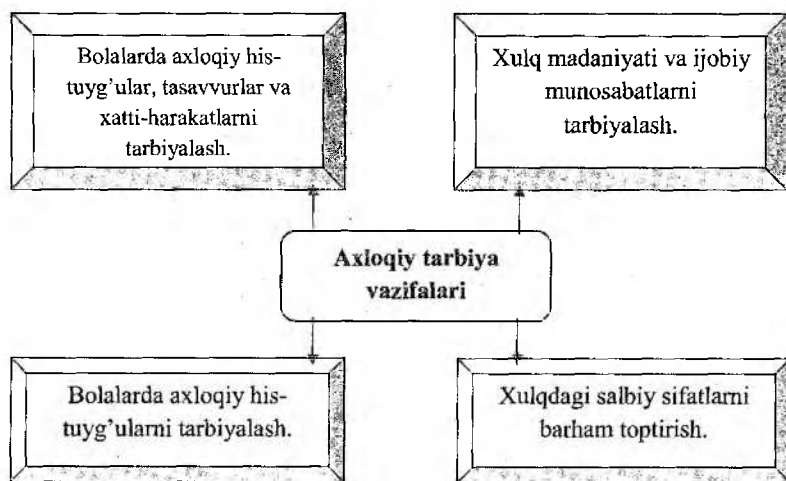 Bolalarda axloqiy his-
tuyg’ular, tasavvurlar va
xatti-harakatlarni
tarbiyalash.
Xulq madaniyati va ijobiy
munosabatlarni
tarbiyalash.
Axloqiy tarbiya
vazifalari
Bolalarda axloqiy his-
tuyg’ularni tarbiyalash.
Xulqdagi salbiy sifatlarni
barham toptirish.